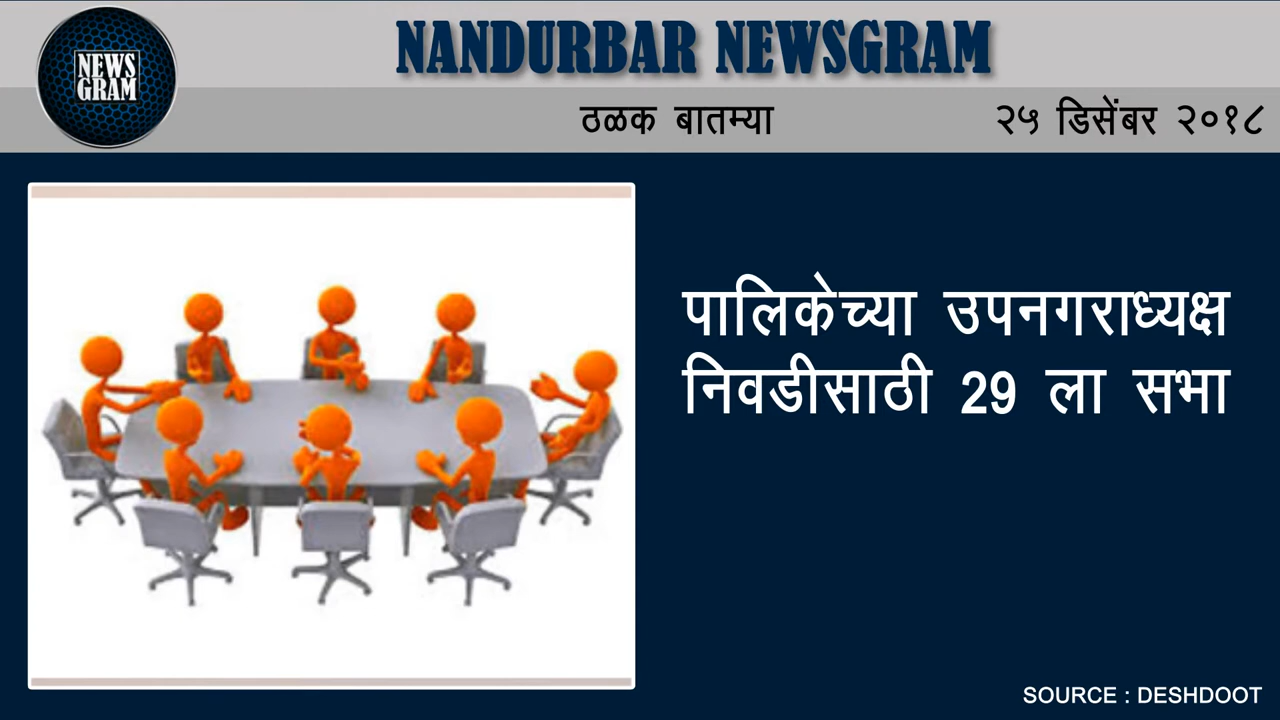 NEWS
GRAM
NANDURBAR NEWSGRAM
ठळक बातम्या
२५ डिसेंबर २०१८
पालिकेच्या उपनगराध्यक्ष
निवडीसाठी 29 ला सभा
SOURCE : DESHDOOT